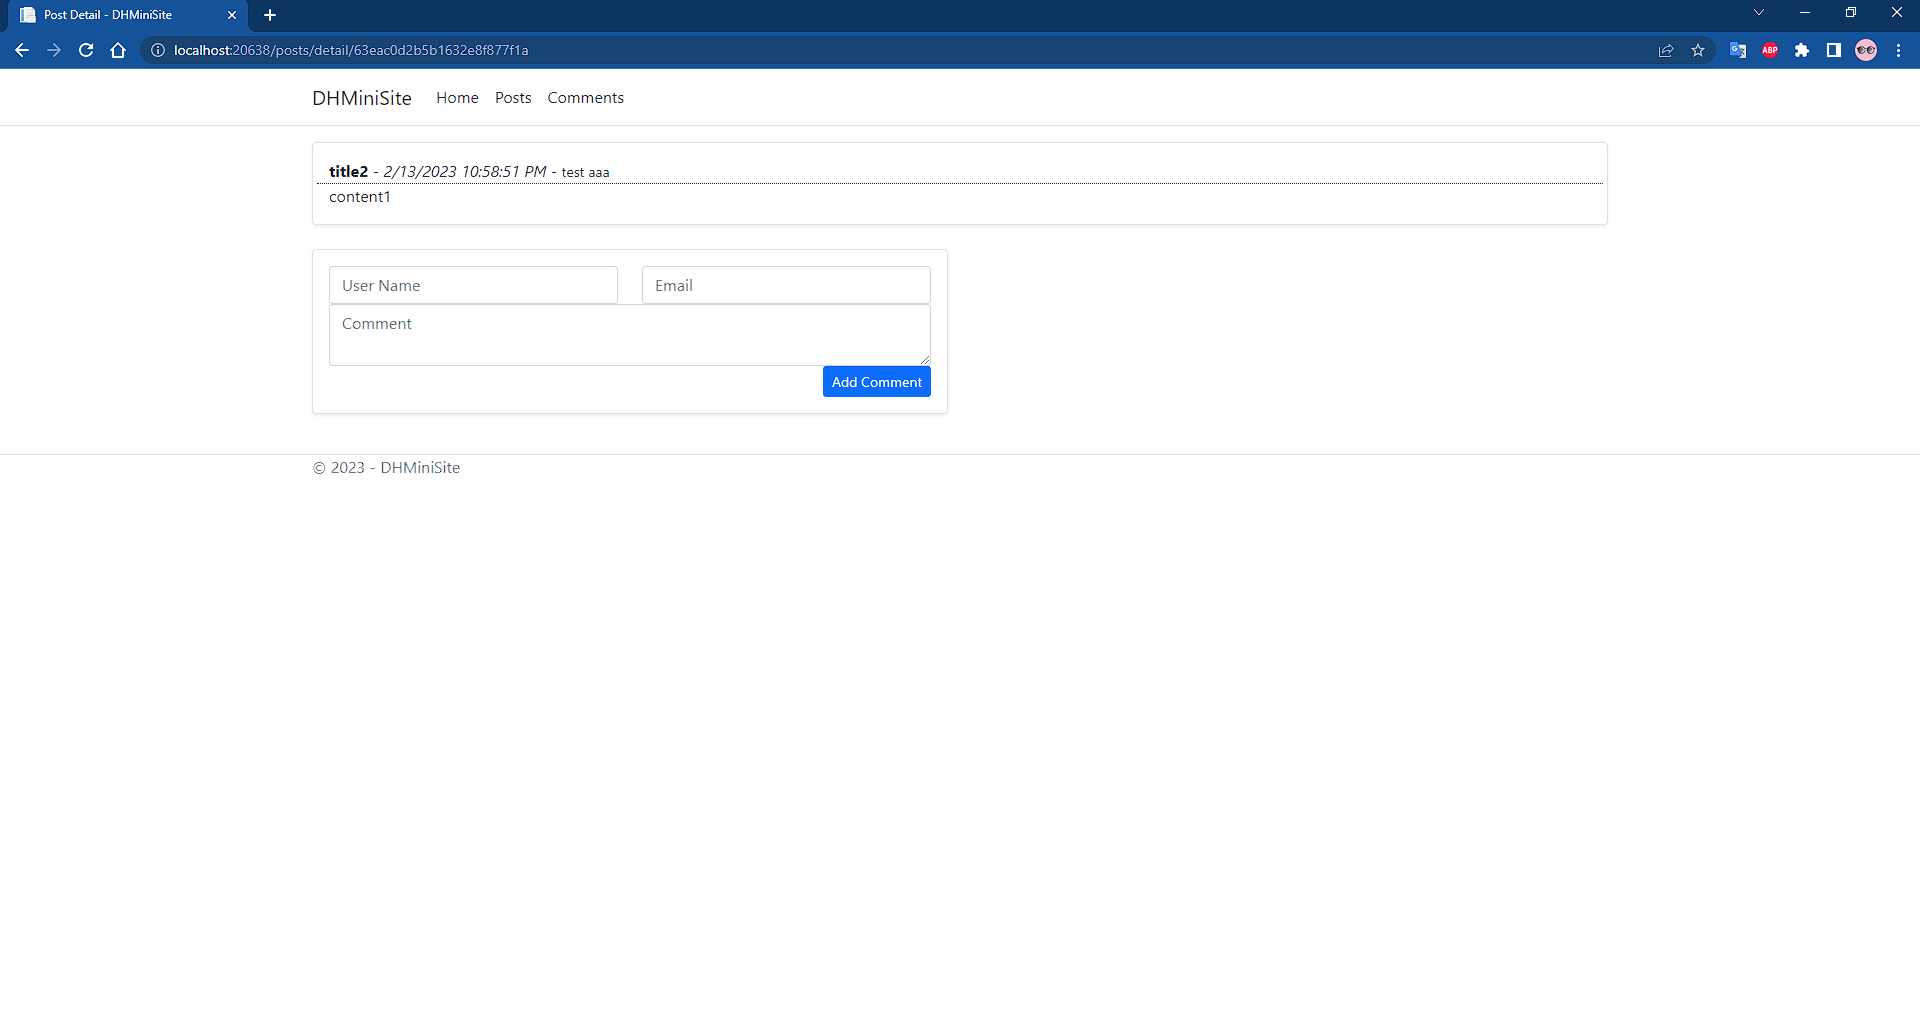 Post Detail - DHMiniSite
localhost:20638/posts/detail/63eac0d2b5b1632e8f877f1a
ABP
DHMiniSite Home Posts Comments
title2 - 2/13/2023 10:58:51 PM - test aaa
content1
User Name Email
Comment
Add Comment
© 2023 - DHMiniSite